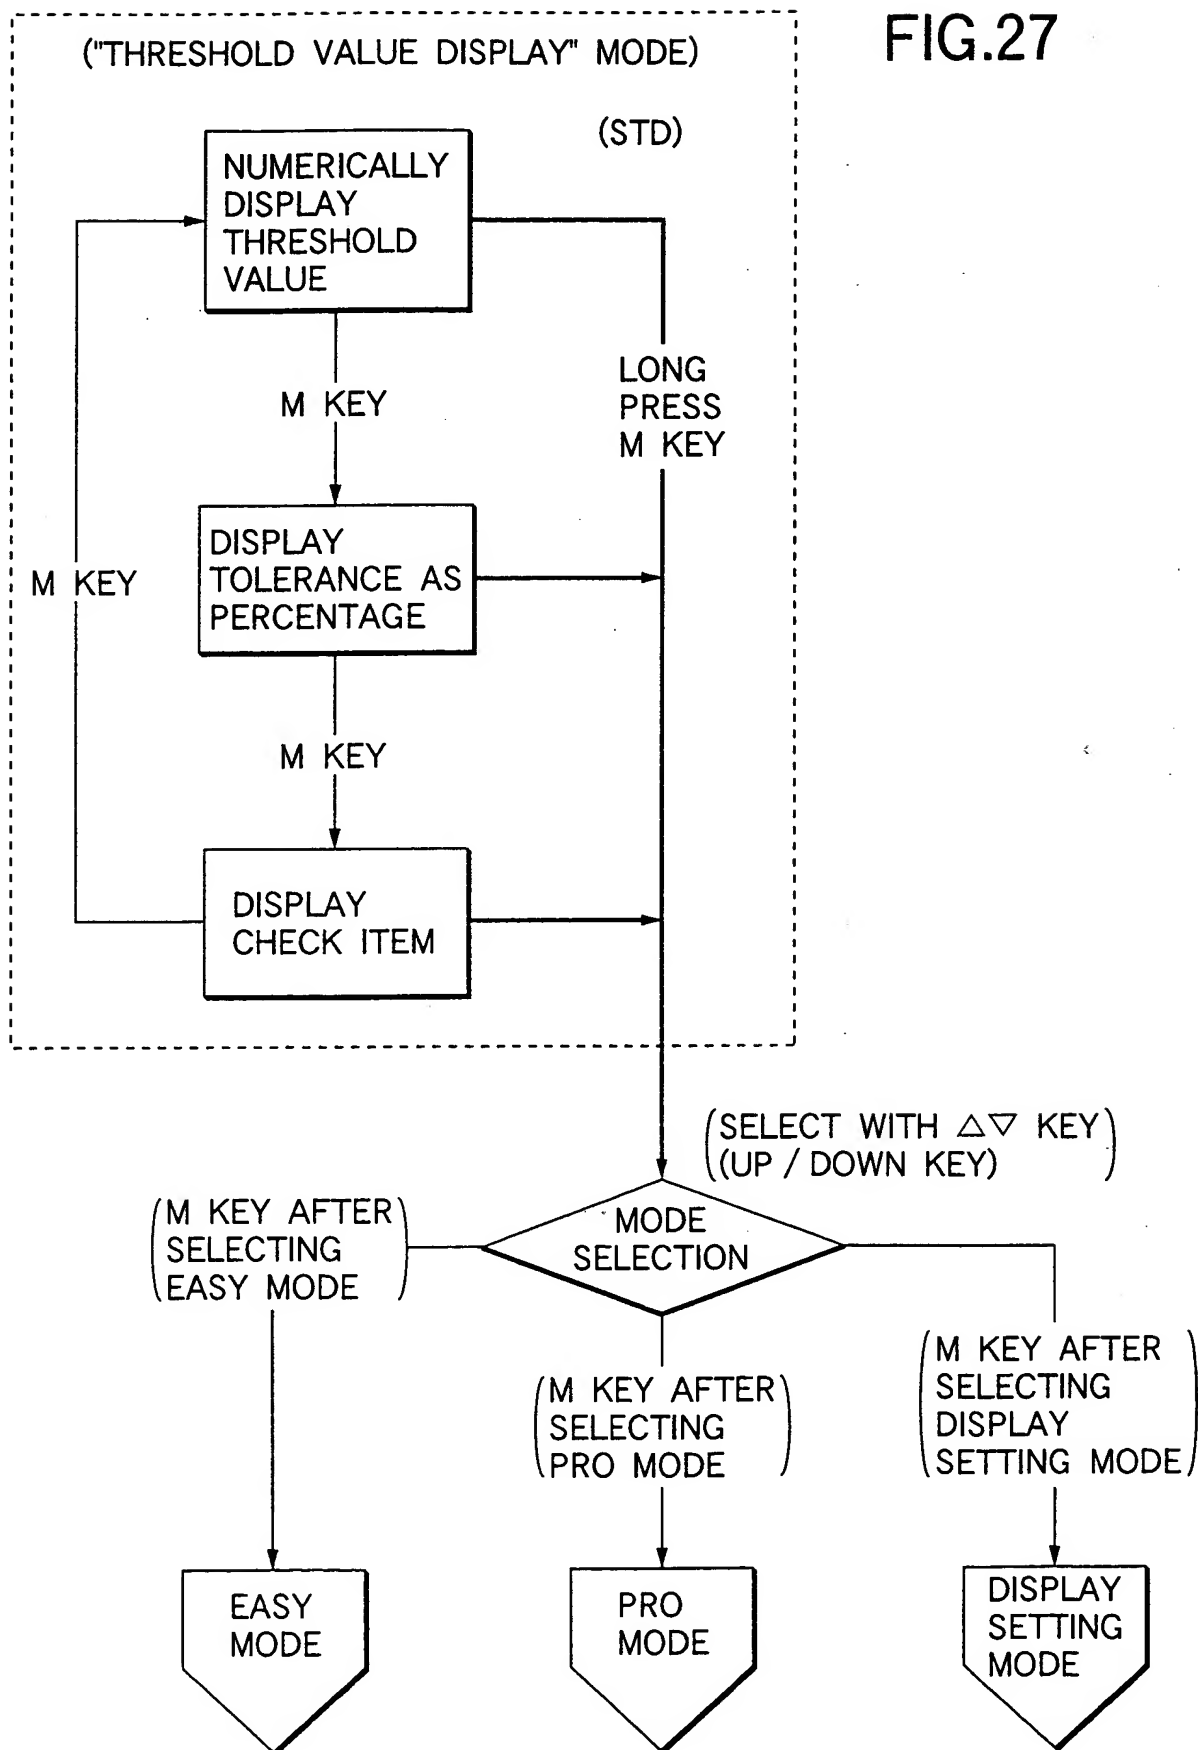 FIG.27
("THRESHOLD VALUE DISPLAY" MODE)
(STD)
NUMERICALLY
DISPLAY
THRESHOLD
VALUE
M KEY
LONG
PRESS
M KEY
M KEY
DISPLAY
TOLERANCE AS
PERCENTAGE
M KEY
DISPLAY
CHECK ITEM
(SELECT WITH △▽ KEY
(UP / DOWN KEY))
(M KEY AFTER
SELECTING
EASY MODE)
MODE
SELECTION
(M KEY AFTER
SELECTING
PRO MODE)
(M KEY AFTER
SELECTING
DISPLAY
SETTING MODE)
EASY
MODE
PRO
MODE
DISPLAY
SETTING
MODE